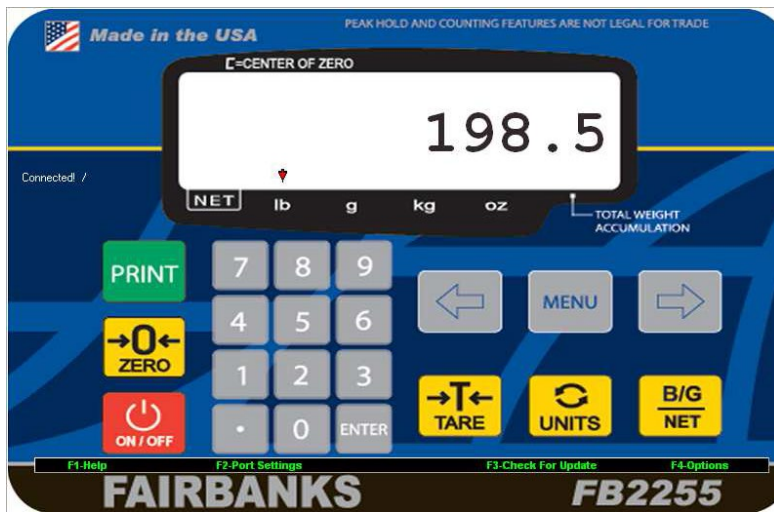 Made in the USA
PEAK HOLD AND COUNTING FEATURES ARE NOT LEGAL FOR TRADE
⊏=CENTER OF ZERO
198.5
Connected! /
NET lb g kg oz
TOTAL WEIGHT
ACCUMULATION
PRINT 7 8 9
MENU
→0←
ZERO
4 5 6
1 2 3
→T←
TARE
UNITS
B/G
NET
ON / OFF
. 0 ENTER
F1-Help F2-Port Settings F3-Check For Update F4-Options
FAIRBANKS FB2255